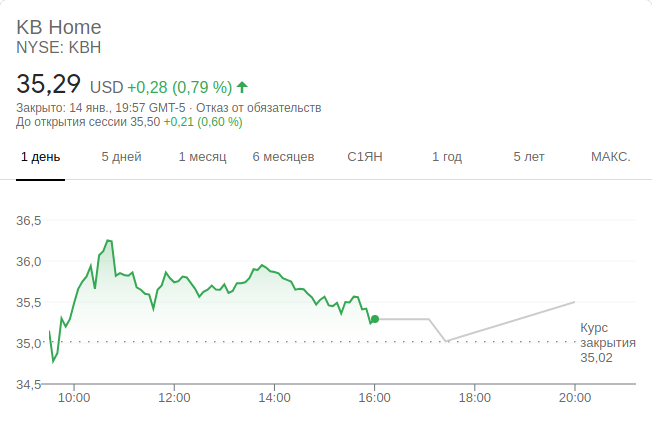 KB Home
NYSE: KBH
35,29 USD +0,28 (0,79 %)
Закрыто: 14 янв., 19:57 GMT-5 · Отказ от обязательств
До открытия сессии 35,50 +0,21 (0,60 %)
1 день 5 дней 1 месяц 6 месяцев С1ЯН 1 год 5 лет МАКС.
36,5
36,0
35,5
35,0
34,5
Курс
закрытия
35,02
10:00 12:00 14:00 16:00 18:00 20:00